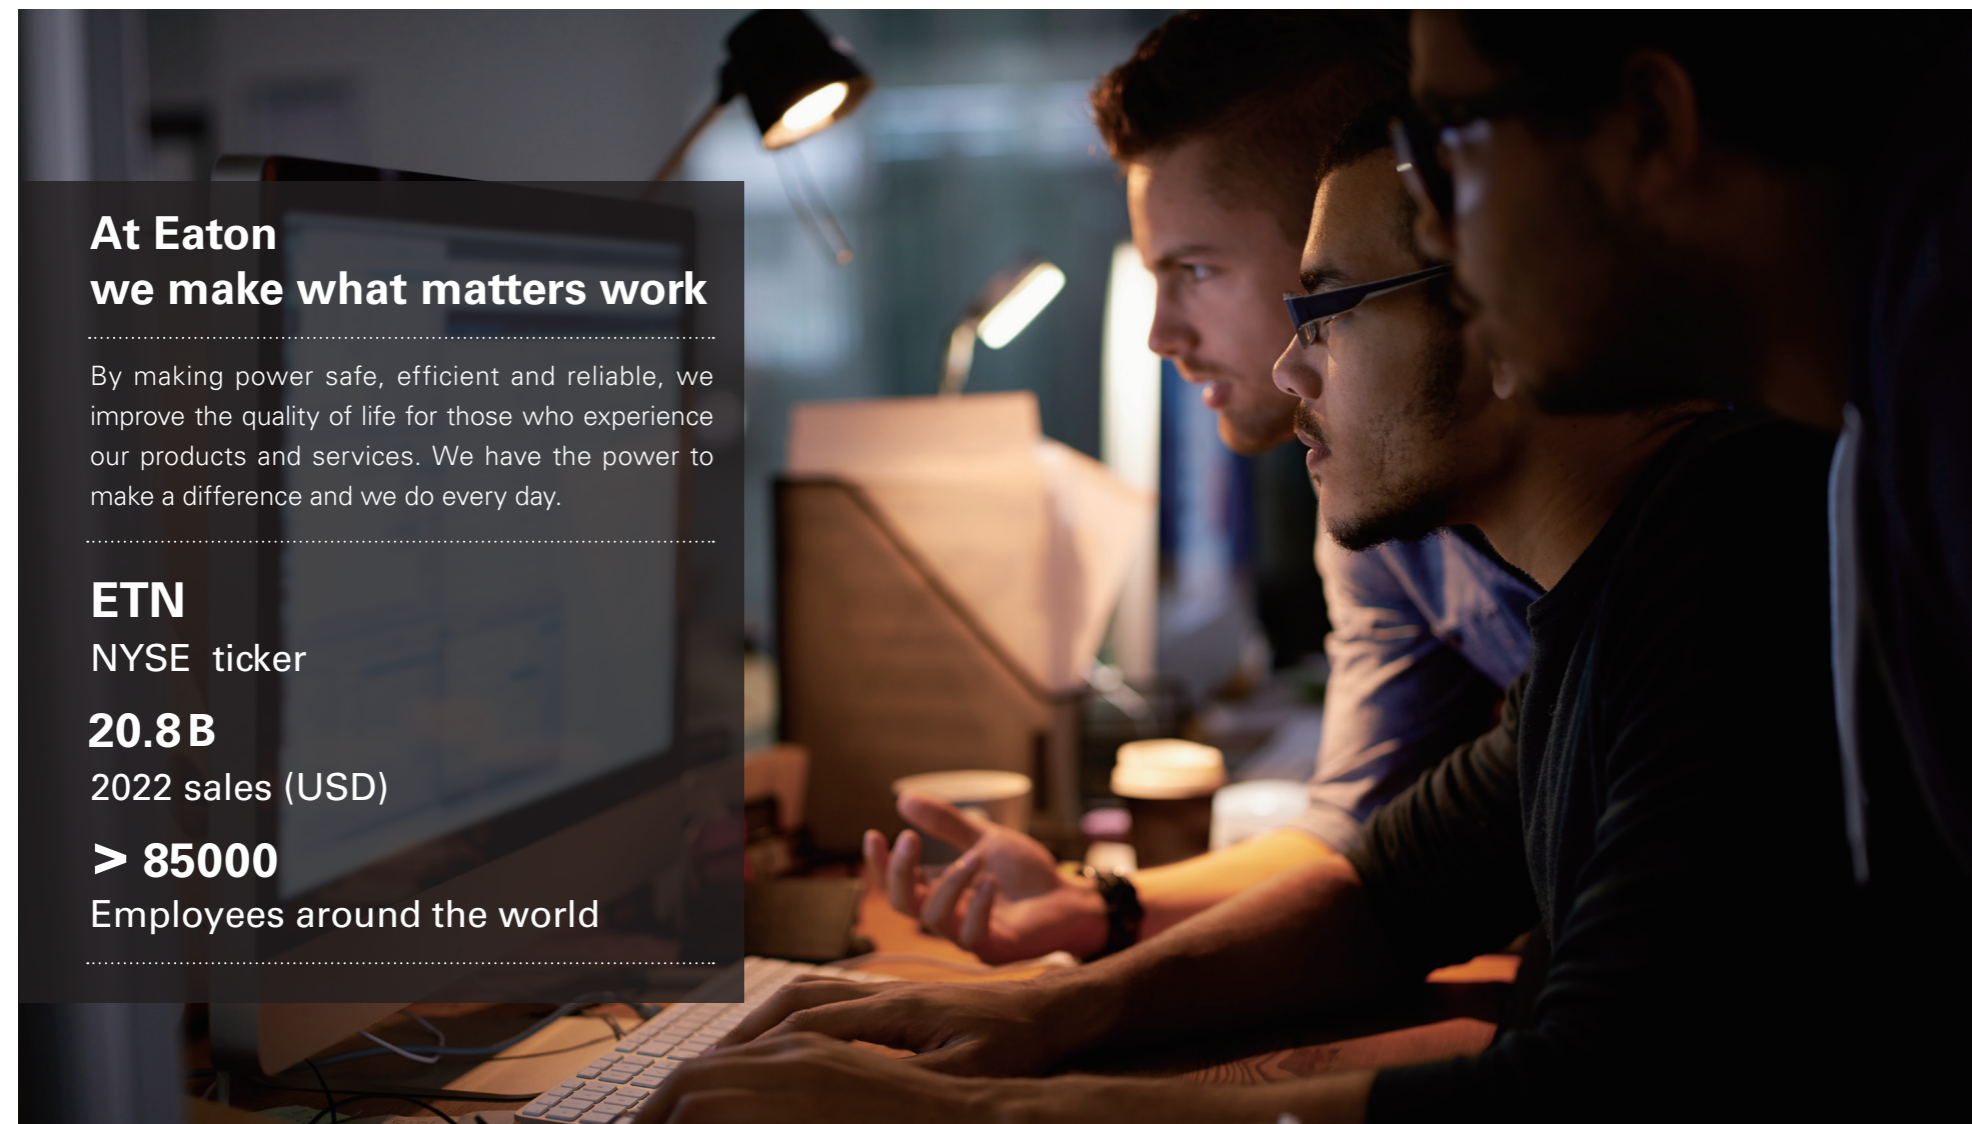 At Eaton
we make what matters work
By making power safe, efficient and reliable, we
improve the quality of life for those who experience
our products and services. We have the power to
make a difference and we do every day.
ETN
NYSE ticker
20.8B
2022 sales (USD)
> 85000
Employees around the world